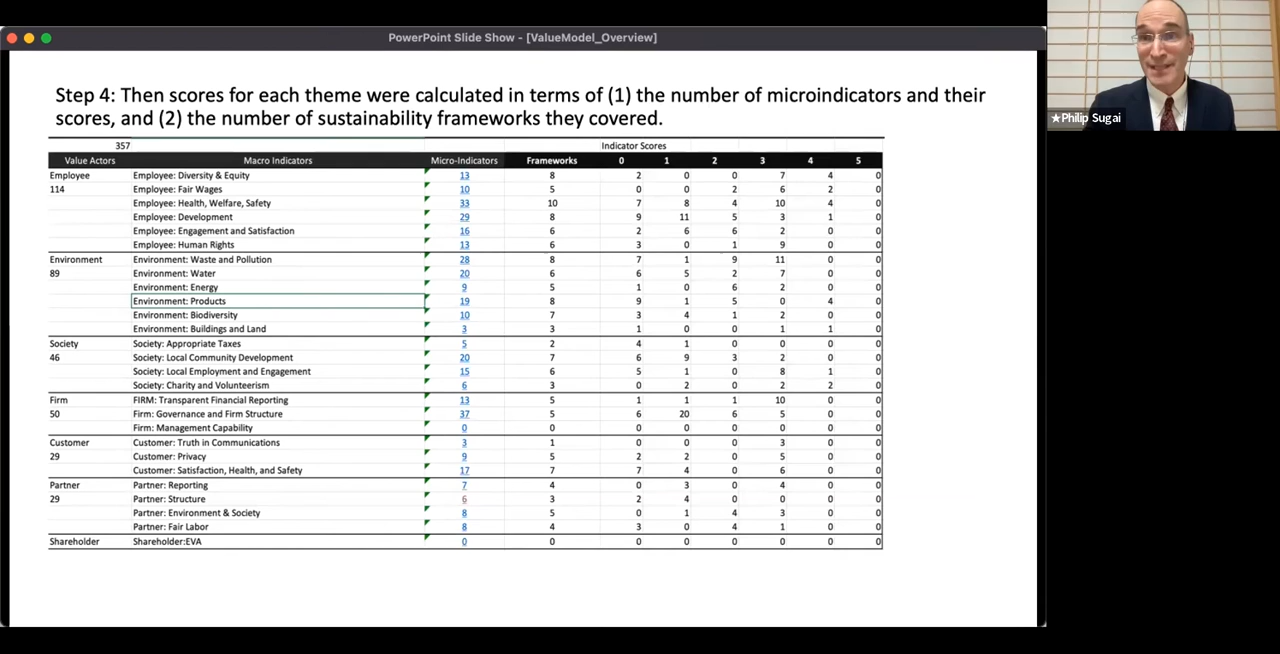 PowerPoint Slide Show - [ValueModel_Overview]
★Philip Sugai
Step 4: Then scores for each theme were calculated in terms of (1) the number of microindicators and their
scores, and (2) the number of sustainability frameworks they covered.
357 Indicator Scores
Value Actors Macro Indicators Micro-Indicators Frameworks 0 1 2 3 4 5
Employee Employee: Diversity & Equity 13 8 2 0 0 7 4 0
114 Employee: Fair Wages 10 5 0 0 2 6 2 0
Employee: Health, Welfare, Safety 33 10 7 8 4 10 4 0
Employee: Development 29 8 9 11 5 3 1 0
Employee: Engagement and Satisfaction 16 6 2 6 6 2 0 0
Employee: Human Rights 13 6 3 0 1 9 0 0
Environment Environment: Waste and Pollution 28 8 7 1 9 11 0 0
89 Environment: Water 20 6 6 5 2 7 0 0
Environment: Energy 9 5 1 0 6 2 0 0
Environment: Products 19 8 9 1 5 0 4 0
Environment: Biodiversity 10 7 3 4 1 2 0 0
Environment: Buildings and Land 3 3 1 0 0 1 1 0
Society Society: Appropriate Taxes 5 2 4 1 0 0 0 0
46 Society: Local Community Development 20 7 6 9 3 2 0 0
Society: Local Employment and Engagement 15 6 5 1 0 8 1 0
Society: Charity and Volunteerism 6 3 0 2 0 2 2 0
Firm FIRM: Transparent Financial Reporting 13 5 1 1 1 10 0 0
50 Firm: Governance and Firm Structure 37 5 6 20 6 5 0 0
Firm: Management Capability 0 0 0 0 0 0 0 0
Customer Customer: Truth in Communications 3 1 0 0 0 3 0 0
29 Customer: Privacy 9 5 2 2 0 5 0 0
Customer: Satisfaction, Health, and Safety 17 7 7 4 0 6 0 0
Partner Partner: Reporting 7 4 0 3 0 4 0 0
29 Partner: Structure 6 3 2 4 0 0 0 0
Partner: Environment & Society 8 5 0 1 4 3 0 0
Partner: Fair Labor 8 4 3 0 4 1 0 0
Shareholder Shareholder:EVA 0 0 0 0 0 0 0 0